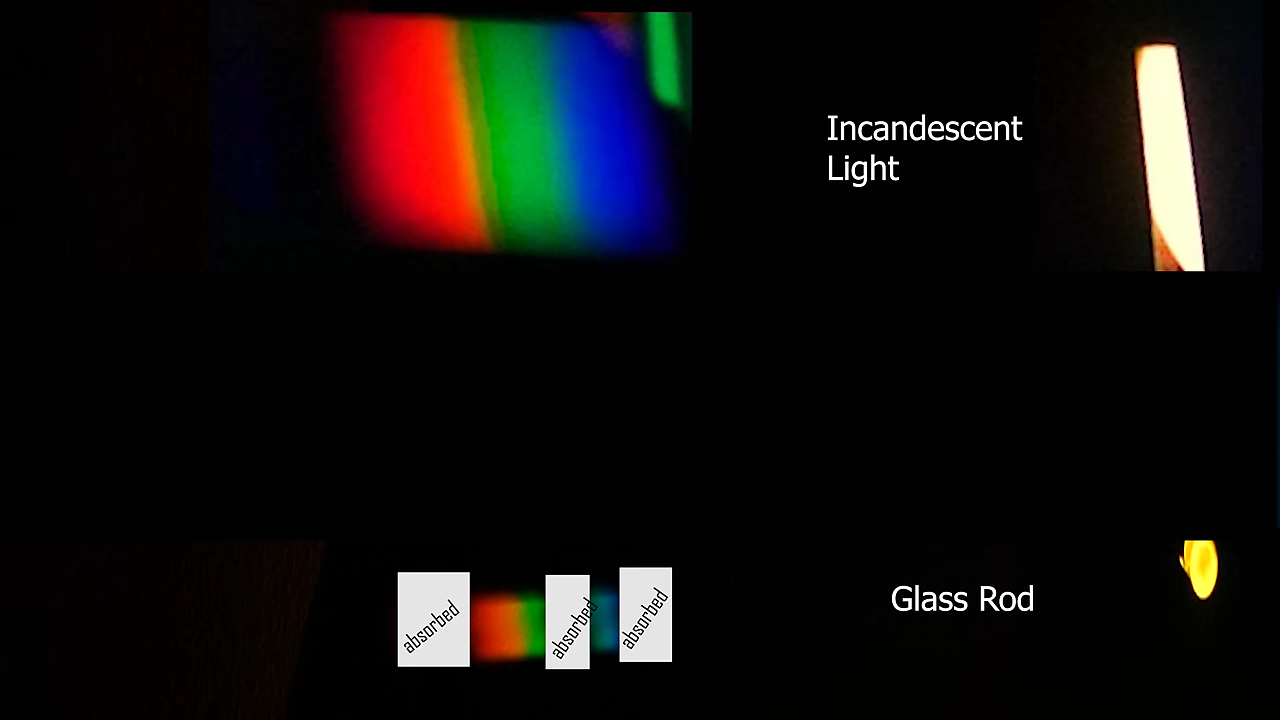 Incandescent
Light
absorbed
absorbed
absorbed
Glass Rod